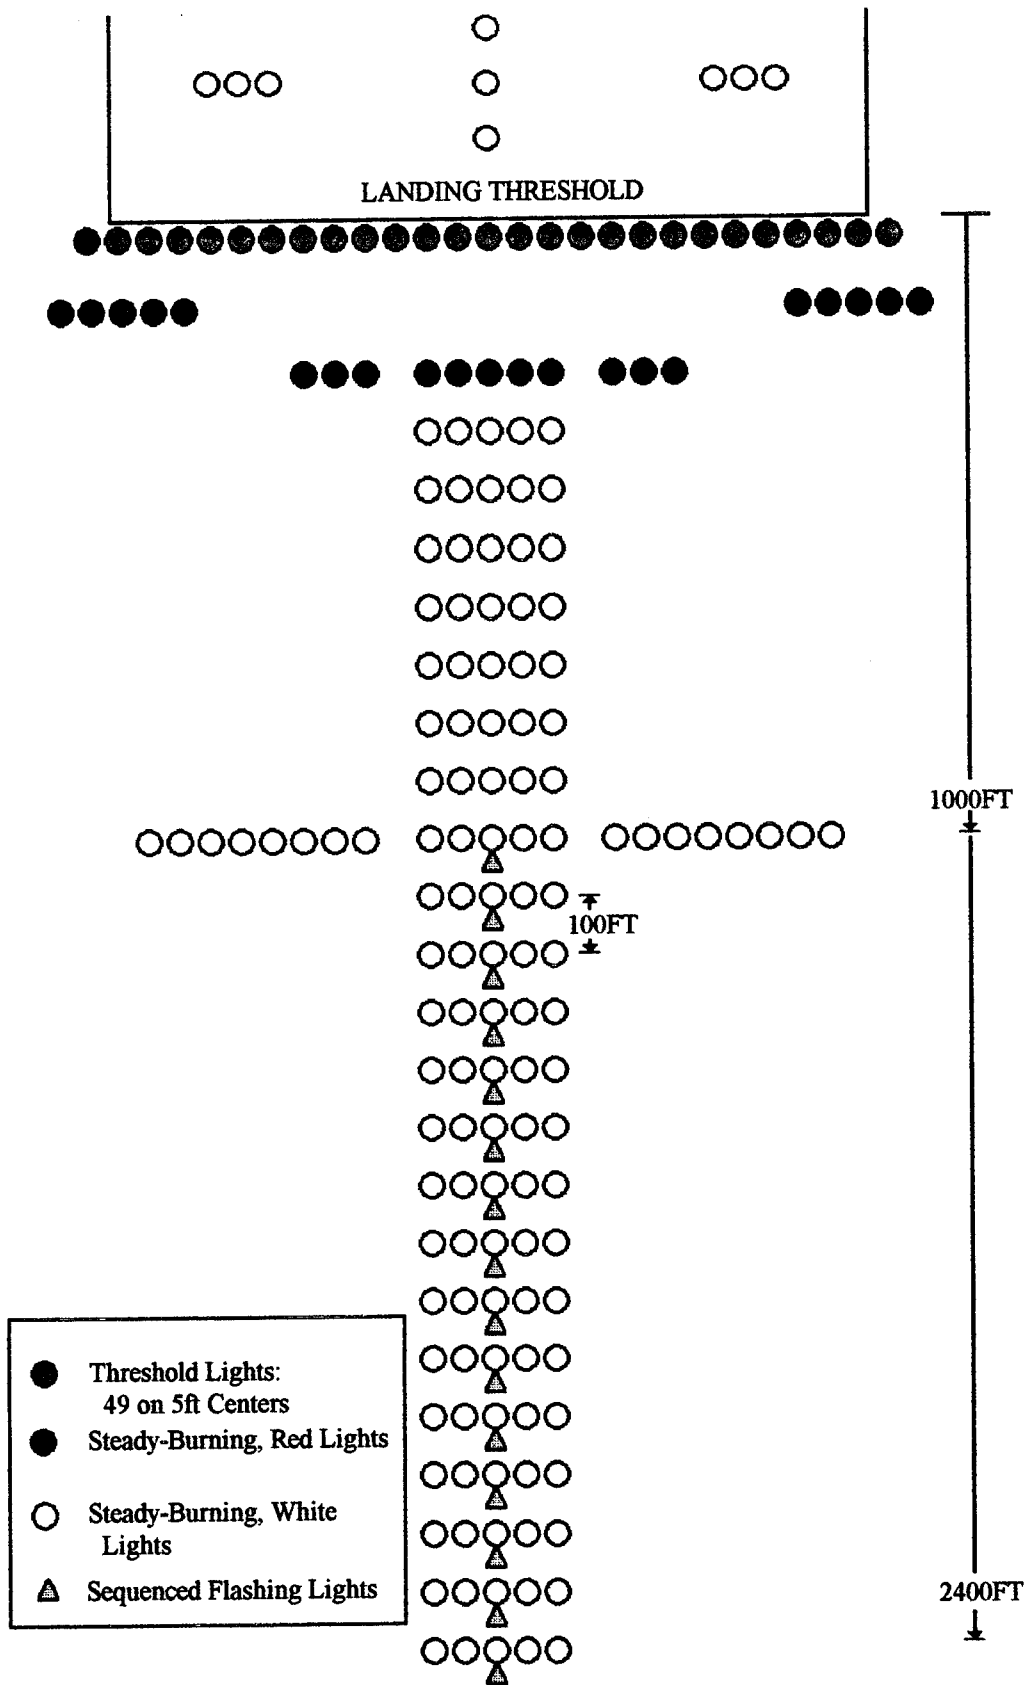 LANDING THRESHOLD
1000FT
100FT
Threshold Lights:
49 on 5ft Centers
Steady-Burning, Red Lights
Steady-Burning, White
Lights
Sequenced Flashing Lights
2400FT